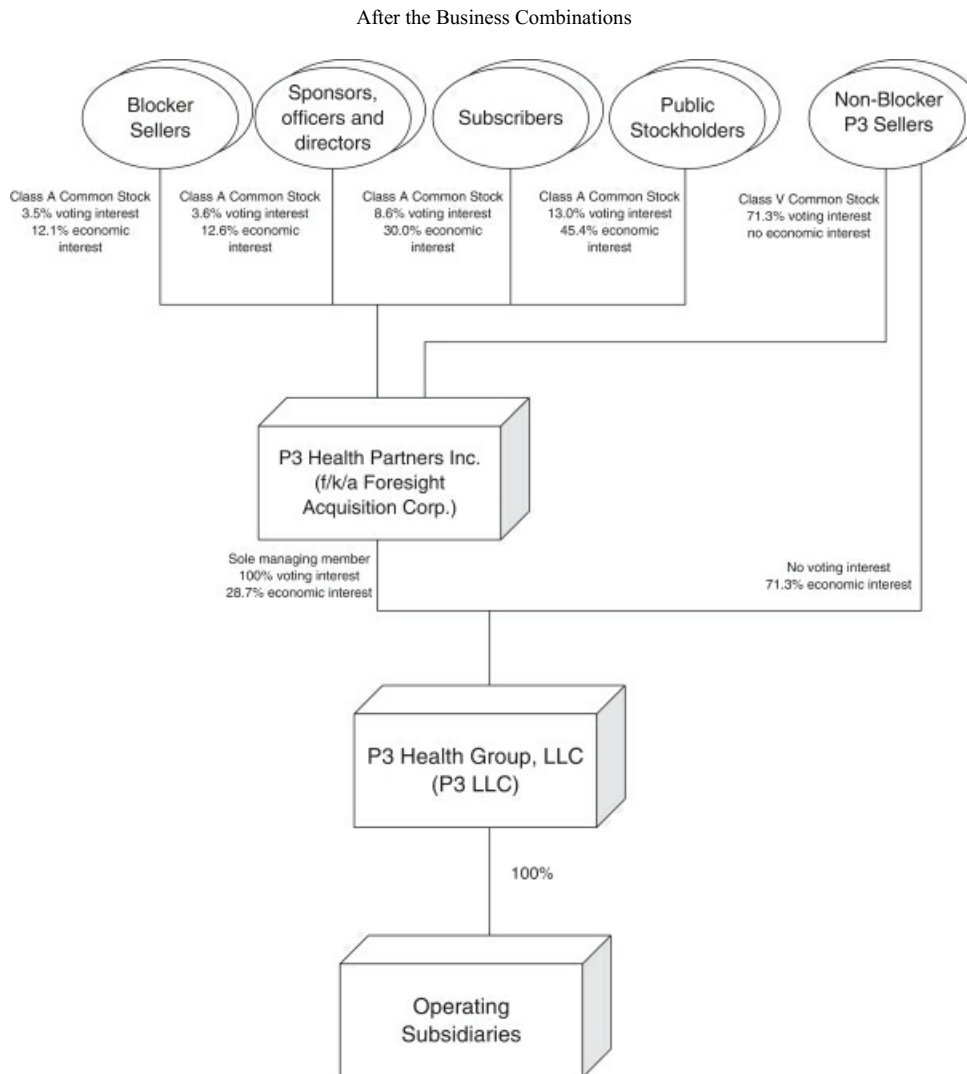 After the Business Combinations
Blocker
Sellers
Sponsors,
officers and
directors
Subscribers
Public
Stockholders
Non-Blocker
P3 Sellers
Class A Common Stock
3.5% voting interest
12.1% economic
interest
Class A Common Stock
3.6% voting interest
12.6% economic
interest
Class A Common Stock
8.6% voting interest
30.0% economic
interest
Class A Common Stock
13.0% voting interest
45.4% economic
interest
Class V Common Stock
71.3% voting interest
no economic interest
P3 Health Partners Inc.
(f/k/a Foresight
Acquisition Corp.)
Sole managing member
100% voting interest
28.7% economic interest
No voting interest
71.3% economic interest
P3 Health Group, LLC
(P3 LLC)
100%
Operating
Subsidiaries